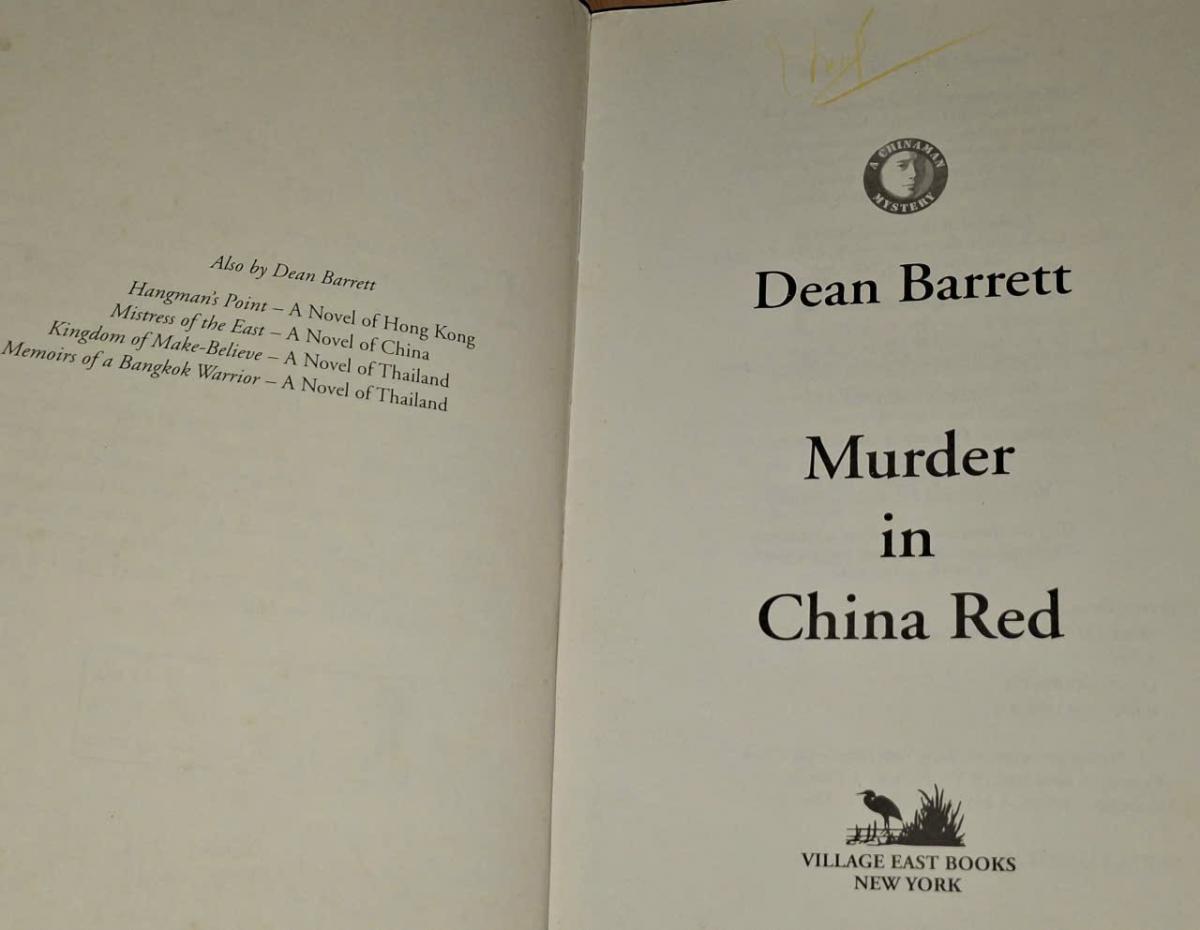 Also by Dean Barrett
Hangman's Point – A Novel of Hong Kong
Mistress of the East – A Novel of China
Kingdom of Make-Believe – A Novel of Thailand
Memoirs of a Bangkok Warrior – A Novel of Thailand
A CHINAMAN
MYSTERY
Dean Barrett
Murder
in
China Red
VILLAGE EAST BOOKS
NEW YORK